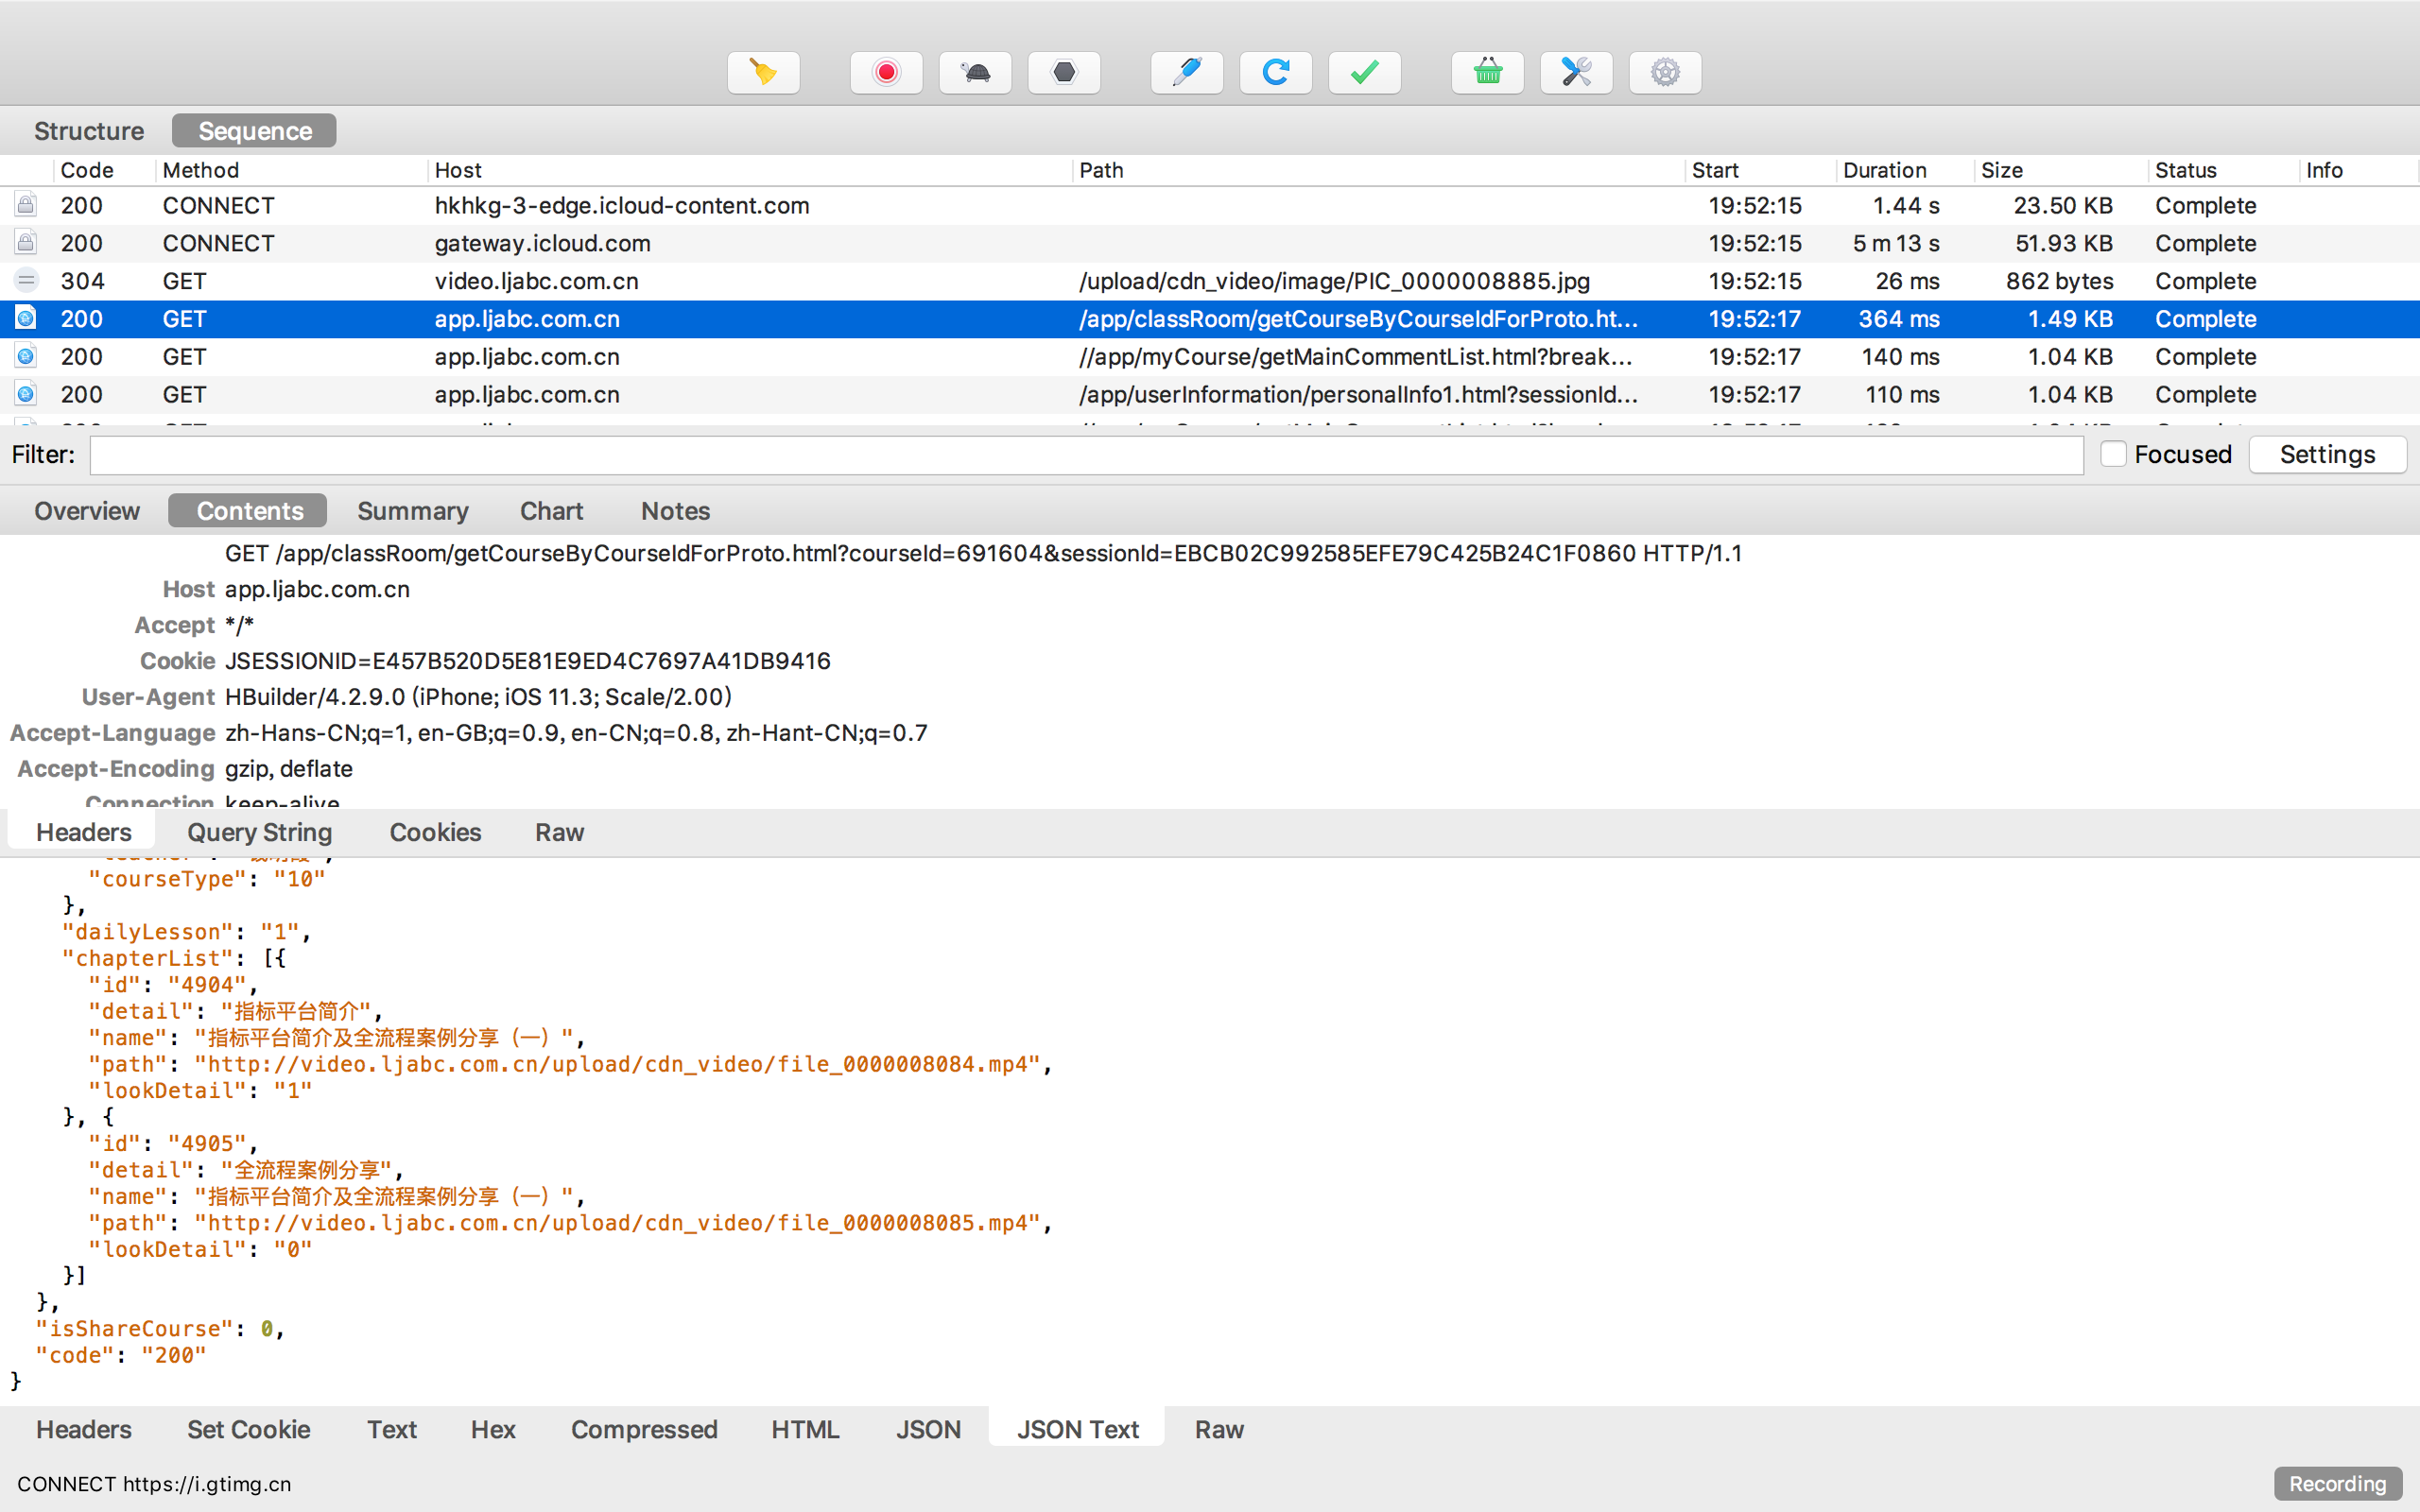 Structure Sequence
Code Method Host Path Start Duration Size Status Info
200 CONNECT hkhkg-3-edge.icloud-content.com 19:52:15 1.44 s 23.50 KB Complete
200 CONNECT gateway.icloud.com 19:52:15 5 m 13 s 51.93 KB Complete
304 GET video.ljabc.com.cn /upload/cdn_video/image/PIC_0000008885.jpg 19:52:15 26 ms 862 bytes Complete
200 GET app.ljabc.com.cn /app/classRoom/getCourseByCourseIdForProto.ht... 19:52:17 364 ms 1.49 KB Complete
200 GET app.ljabc.com.cn //app/myCourse/getMainCommentList.html?break... 19:52:17 140 ms 1.04 KB Complete
200 GET app.ljabc.com.cn /app/userInformation/personalInfo1.html?sessionId... 19:52:17 110 ms 1.04 KB Complete
Filter: Focused Settings
Overview Contents Summary Chart Notes
GET /app/classRoom/getCourseByCourseIdForProto.html?courseId=691604&sessionId=EBCB02C992585EFE79C425B24C1F0860 HTTP/1.1
Host app.ljabc.com.cn
Accept */*
Cookie JSESSIONID=E457B520D5E81E9ED4C7697A41DB9416
User-Agent HBuilder/4.2.9.0 (iPhone; iOS 11.3; Scale/2.00)
Accept-Language zh-Hans-CN;q=1, en-GB;q=0.9, en-CN;q=0.8, zh-Hant-CN;q=0.7
Accept-Encoding gzip, deflate
Connection keep-alive
Headers Query String Cookies Raw
"courseType": "10"
},
"dailyLesson": "1",
"chapterList": [{
"id": "4904",
"detail": "指标平台简介",
"name": "指标平台简介及全流程案例分享（一）",
"path": "http://video.ljabc.com.cn/upload/cdn_video/file_0000008084.mp4",
"lookDetail": "1"
}, {
"id": "4905",
"detail": "全流程案例分享",
"name": "指标平台简介及全流程案例分享（一）",
"path": "http://video.ljabc.com.cn/upload/cdn_video/file_0000008085.mp4",
"lookDetail": "0"
}]
},
"isShareCourse": 0,
"code": "200"
}
Headers Set Cookie Text Hex Compressed HTML JSON JSON Text Raw
CONNECT https://i.gtimg.cn Recording